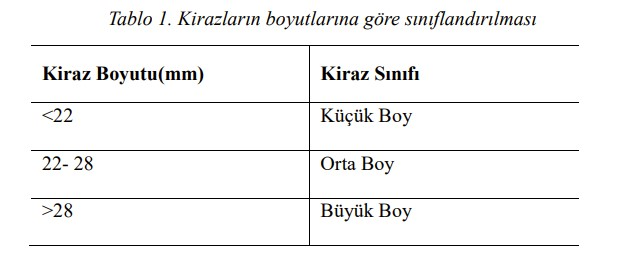 Tablo 1. Kirazların boyutlarına göre sınıflandırılması
Kiraz Boyutu(mm) Kiraz Sınıfı
<22 Küçük Boy
22- 28 Orta Boy
>28 Büyük Boy